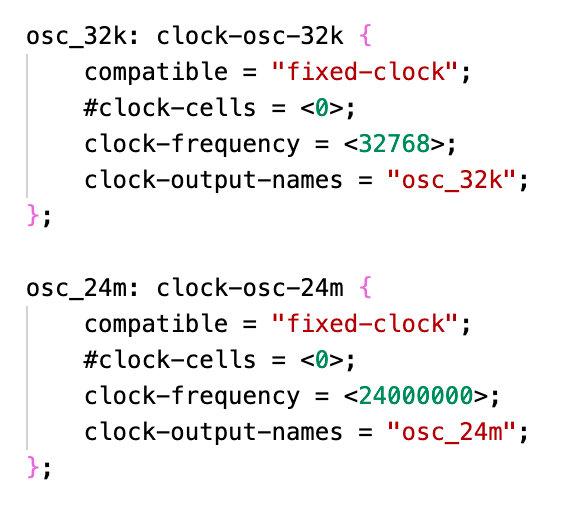 osc_32k: clock-osc-32k {
    compatible = "fixed-clock";
    #clock-cells = <0>;
    clock-frequency = <32768>;
    clock-output-names = "osc_32k";
};

osc_24m: clock-osc-24m {
    compatible = "fixed-clock";
    #clock-cells = <0>;
    clock-frequency = <24000000>;
    clock-output-names = "osc_24m";
};